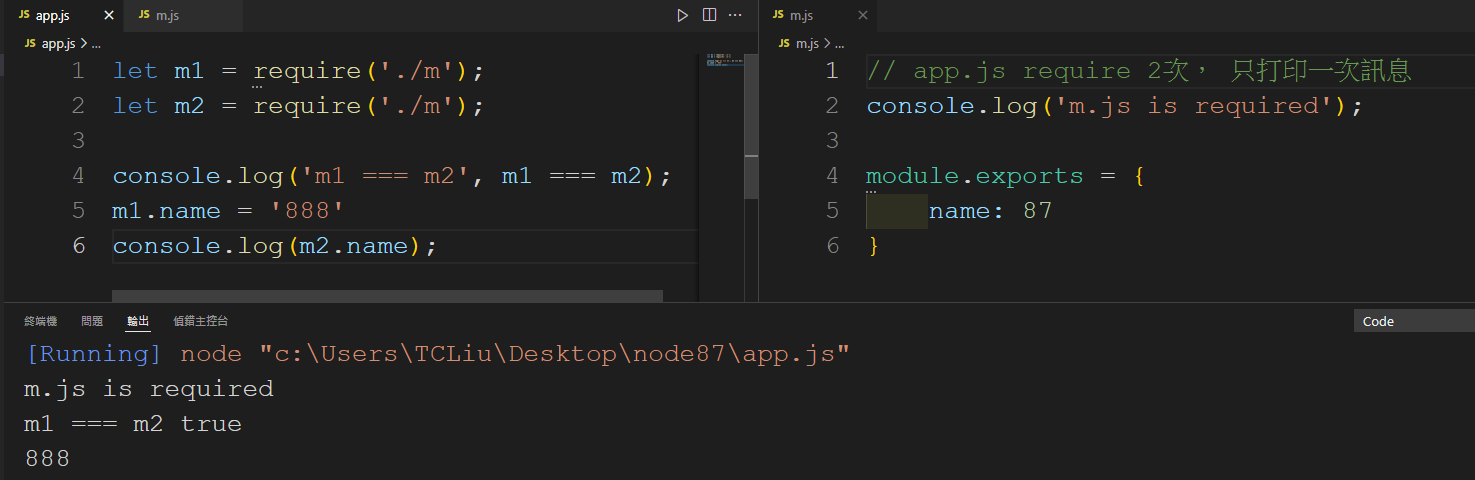 JS app.js ×
JS m.js
JS app.js > ...
1 let m1 = require('./m');
2 let m2 = require('./m');
3
4 console.log('m1 === m2', m1 === m2);
5 m1.name = '888'
6 console.log(m2.name);
JS m.js ×
JS m.js > ...
1 // app.js require 2次， 只打印一次訊息
2 console.log('m.js is required');
3
4 module.exports = {
5 name: 87
6 }
終端機 問題 輸出 偵錯主控台
Code
[Running] node "c:\Users\TCLiu\Desktop\node87\app.js"
m.js is required
m1 === m2 true
888